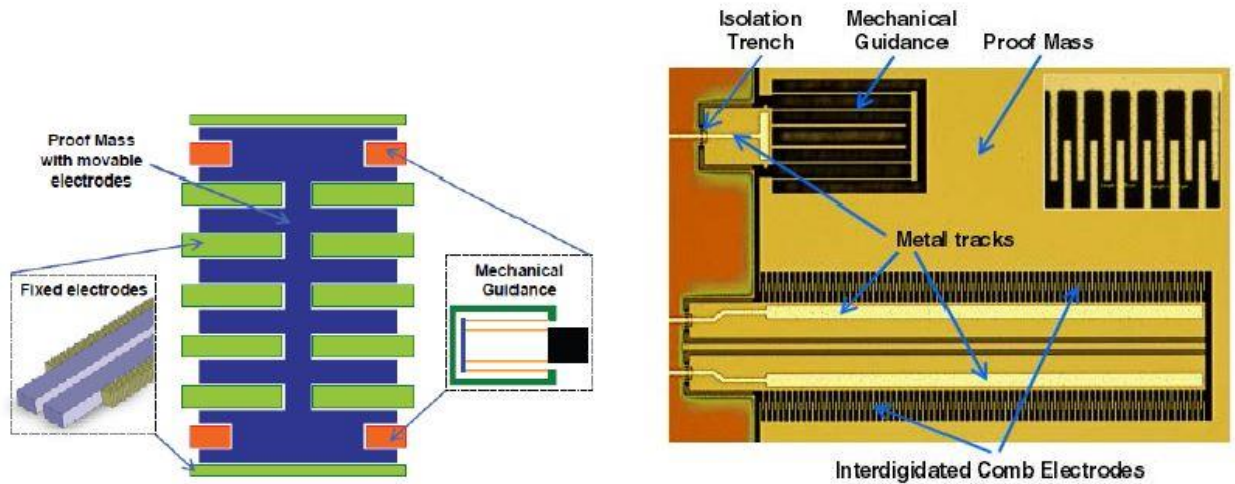 Proof Mass
with movable
electrodes
Fixed electrodes
Mechanical
Guidance
Isolation
Trench
Mechanical
Guidance
Proof Mass
Metal tracks
Interdigidated Comb Electrodes